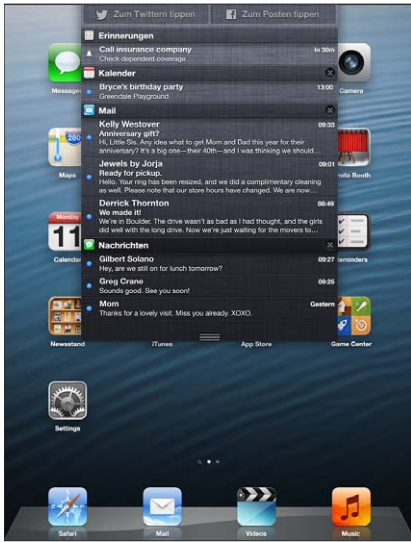 Zum Twittern tippen
Zum Posten tippen
Erinnerungen
Call insurance company In 30m
Check dependent coverage
Kalender
Bryce's birthday party 13:00
Greendale Playground
Mail
Kelly Westover 09:33
Anniversary gift?
Hi, Little Sis. Any idea what to get Mom and Dad this year for their
anniversary? It's a big one—their 40th—and I was thinking we should...
Jewels by Jorja 09:01
Ready for pickup.
Hello. Your ring has been resized, and we did a complimentary cleaning
as well. Please note that our store hours have changed. We are now...
Derrick Thornton 08:49
We made it!
We're in Boulder. The drive wasn't as bad as I had thought, and the girls
did well with the long drive. Now we're just waiting for the movers to...
Nachrichten
Gilbert Solano 09:27
Hey, are we still on for lunch tomorrow?
Greg Crane 09:25
Sounds good. See you soon!
Mom Gestern
Thanks for a lovely visit. Miss you already. XOXO.
Messages
Camera
280
Maps
oto Booth
Monday
11
Calendar
eminders
Newsstand
iTunes
App Store
Game Center
Settings
Safari
Mail
Videos
Music